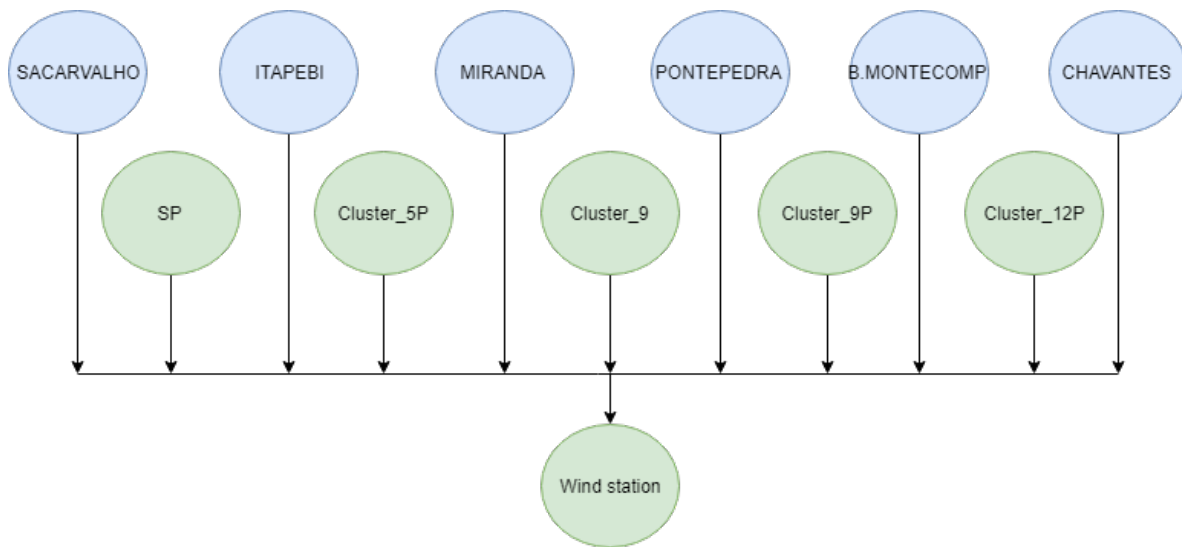 SACARVALHO
ITAPEBI
MIRANDA
PONTEPEDRA
B.MONTECOMP
CHAVANTES
SP
Cluster_5P
Cluster_9
Cluster_9P
Cluster_12P
Wind station